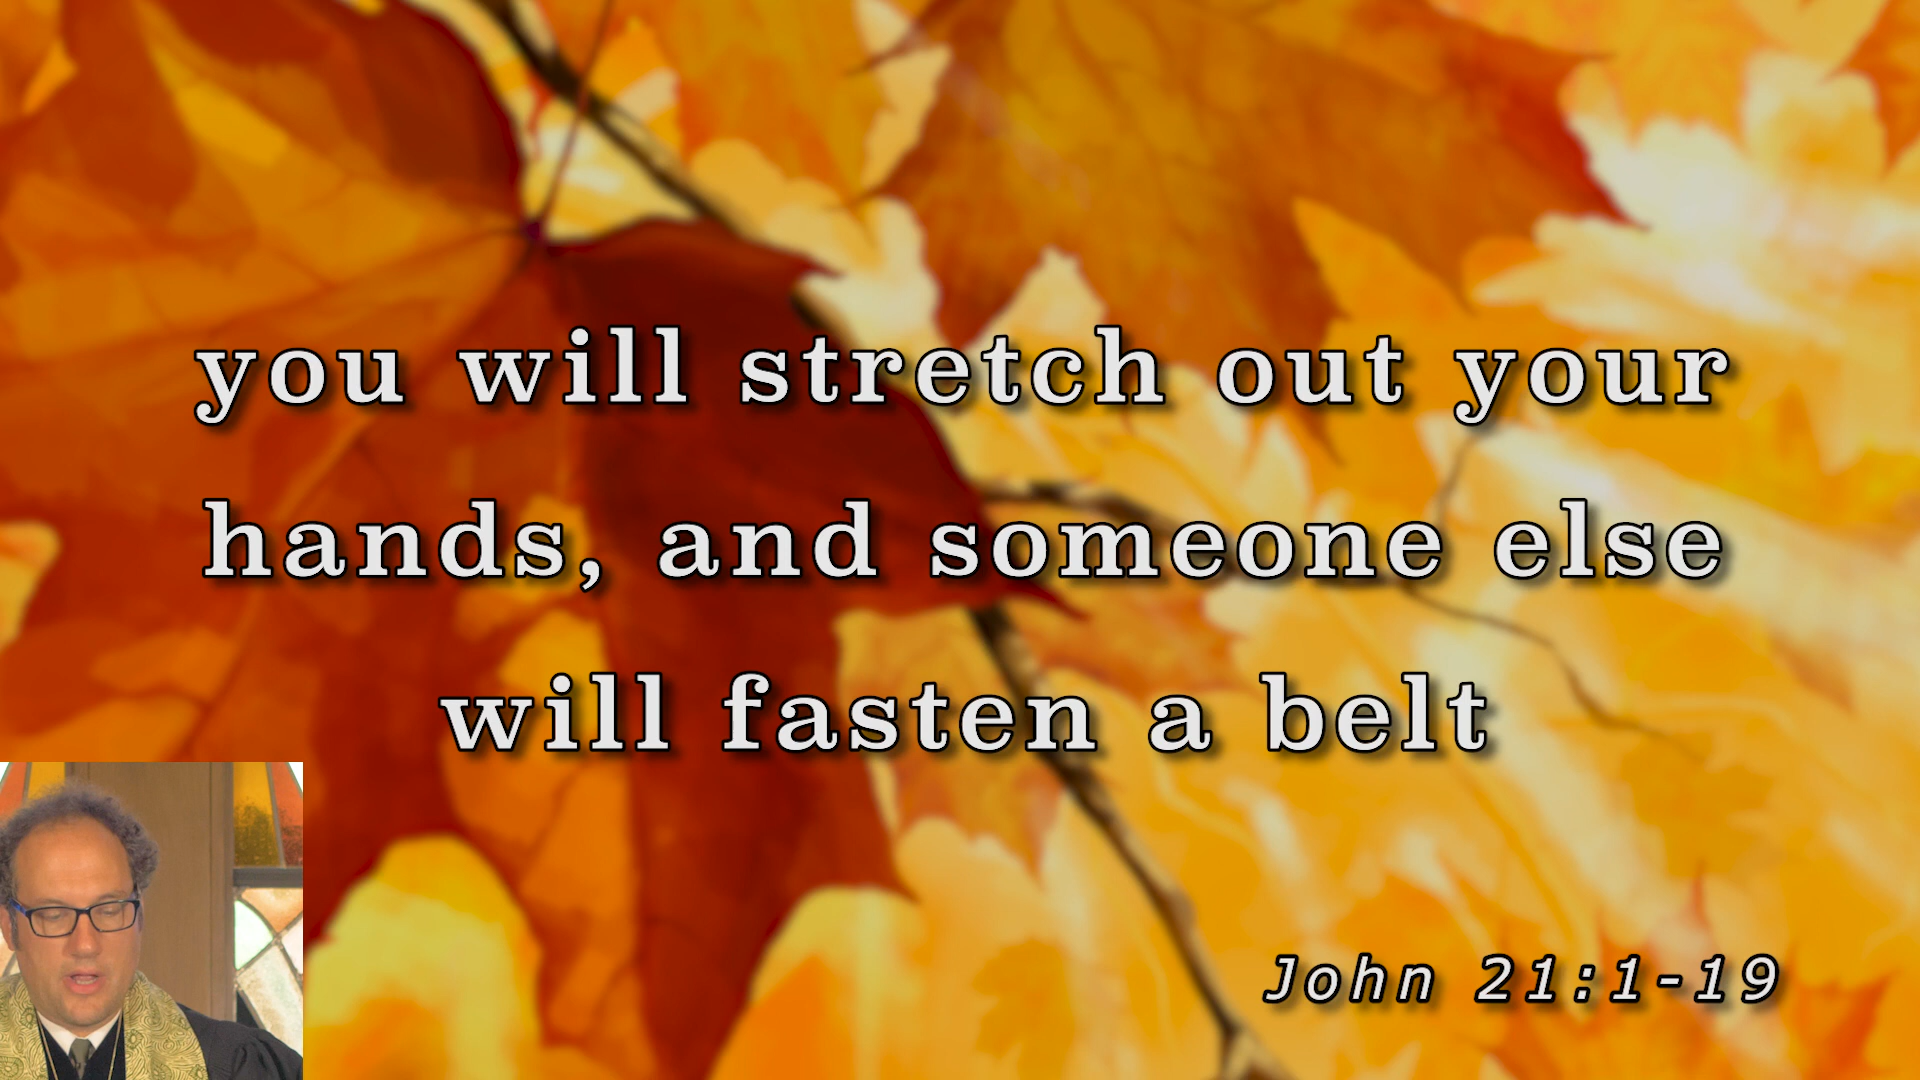 you will stretch out your
hands, and someone else
will fasten a belt
John 21:1-19